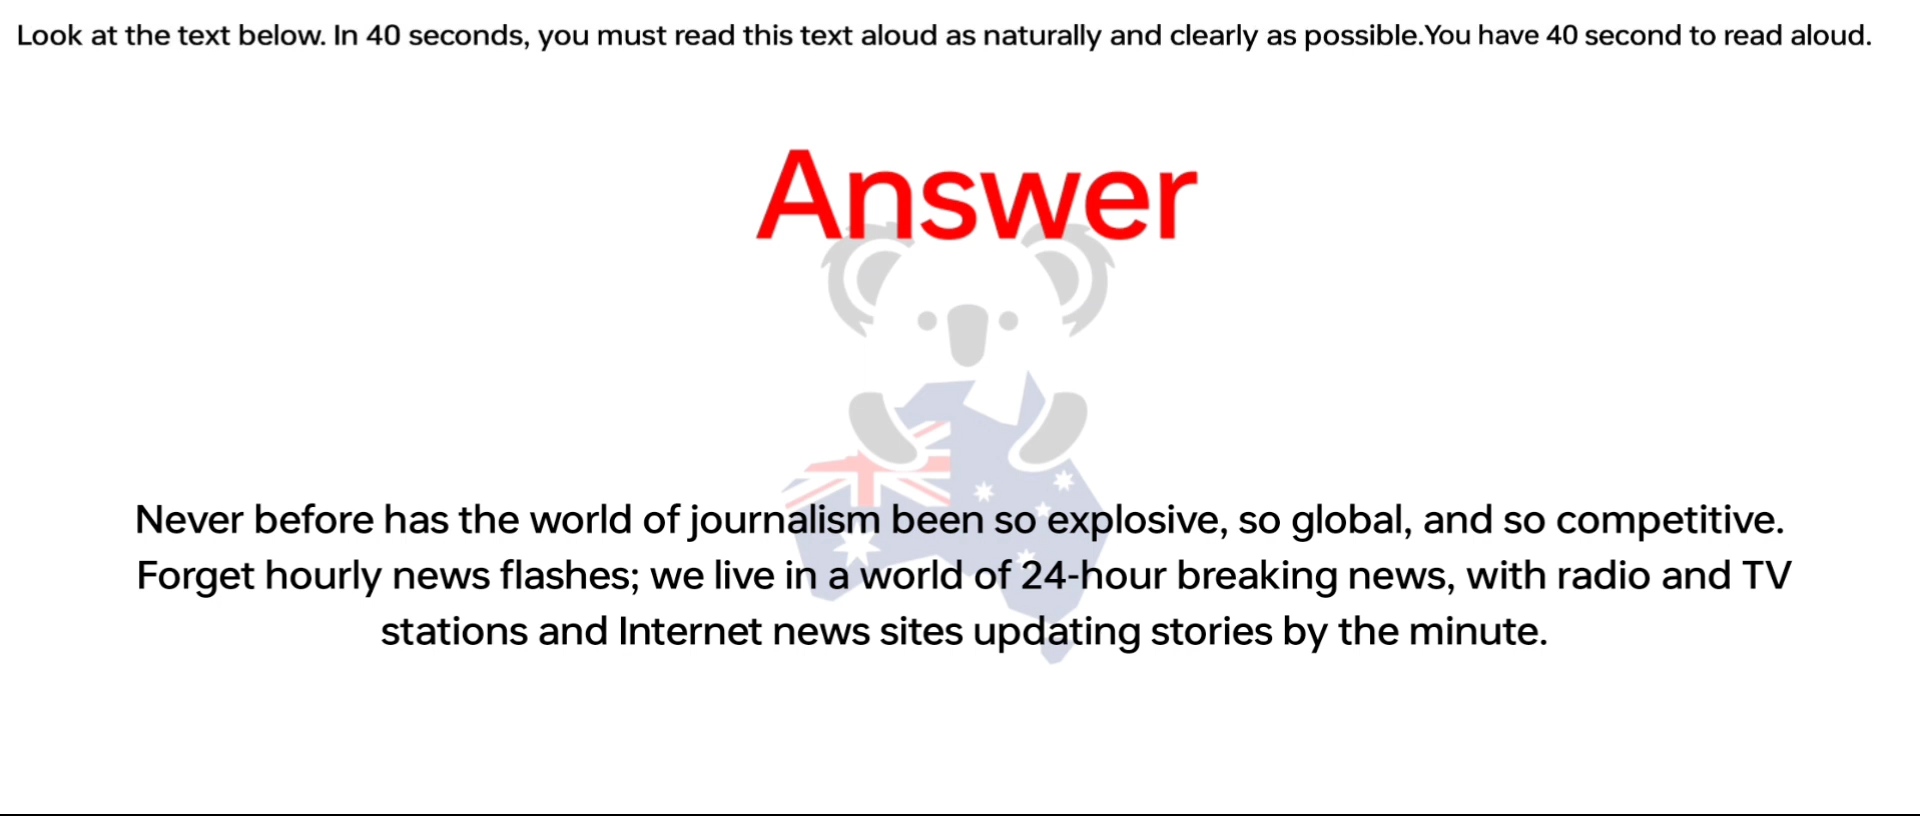 Look at the text below. In 40 seconds, you must read this text aloud as naturally and clearly as possible.You have 40 second to read aloud.
Answer
Never before has the world of journalism been so explosive, so global, and so competitive.
Forget hourly news flashes; we live in a world of 24-hour breaking news, with radio and TV
stations and Internet news sites updating stories by the minute.